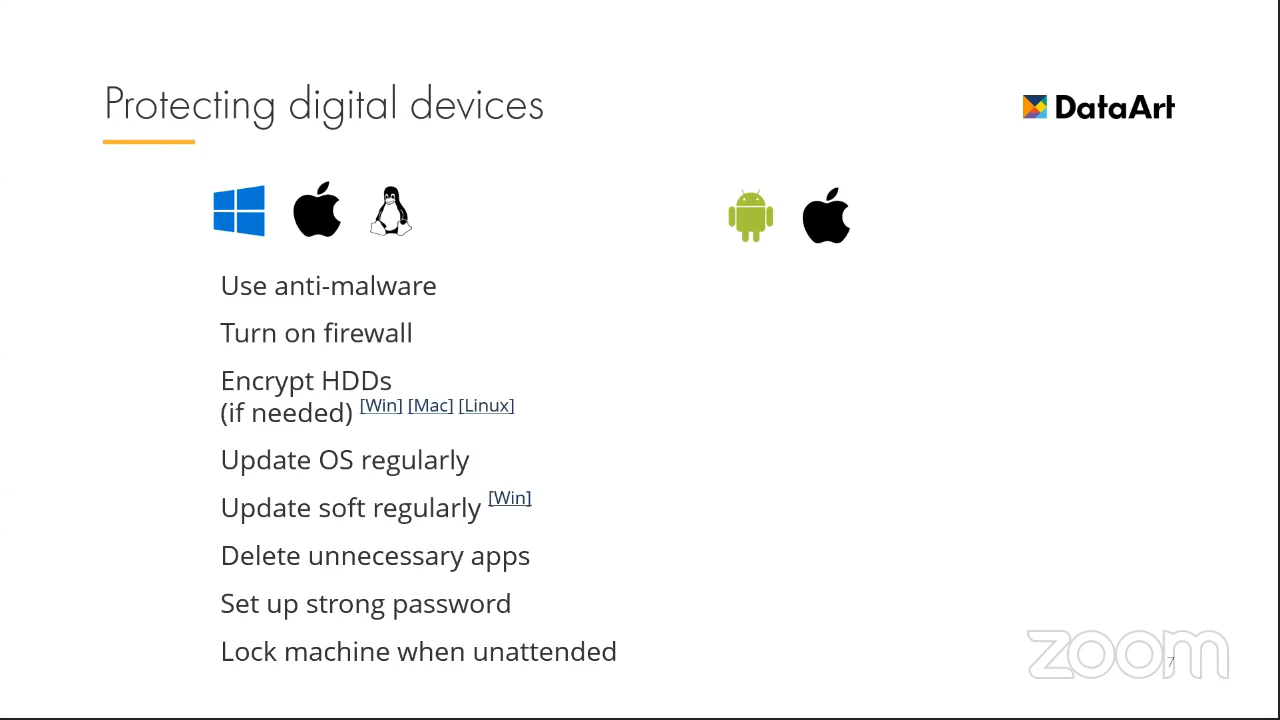 Protecting digital devices
DataArt
Use anti-malware
Turn on firewall
Encrypt HDDs
(if needed) [Win] [Mac] [Linux]
Update OS regularly
Update soft regularly [Win]
Delete unnecessary apps
Set up strong password
Lock machine when unattended
zoom
7